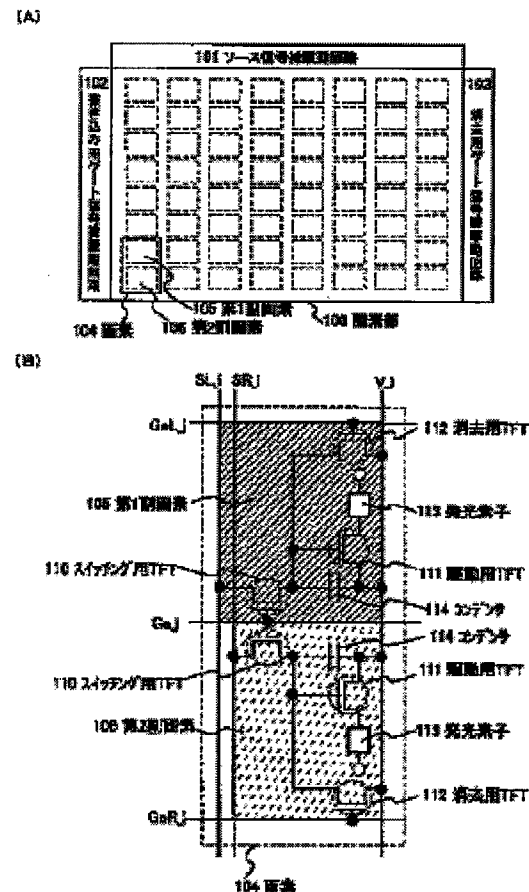 (A)
101 ソース信号線駆動回路
102
103
105 第1副画素
106 第2副画素
104 画素
100 画素部
(B)
SL_i SR_i V_i
GeL_j
112 消去用TFT
105 第1副画素
113 発光素子
110 スイッチング用TFT
111 駆動用TFT
114 コンデンサ
Ga_j
114 コンデンサ
111 駆動用TFT
110 スイッチング用TFT
106 第2副画素
113 発光素子
112 消去用TFT
GeR_j
104 画素